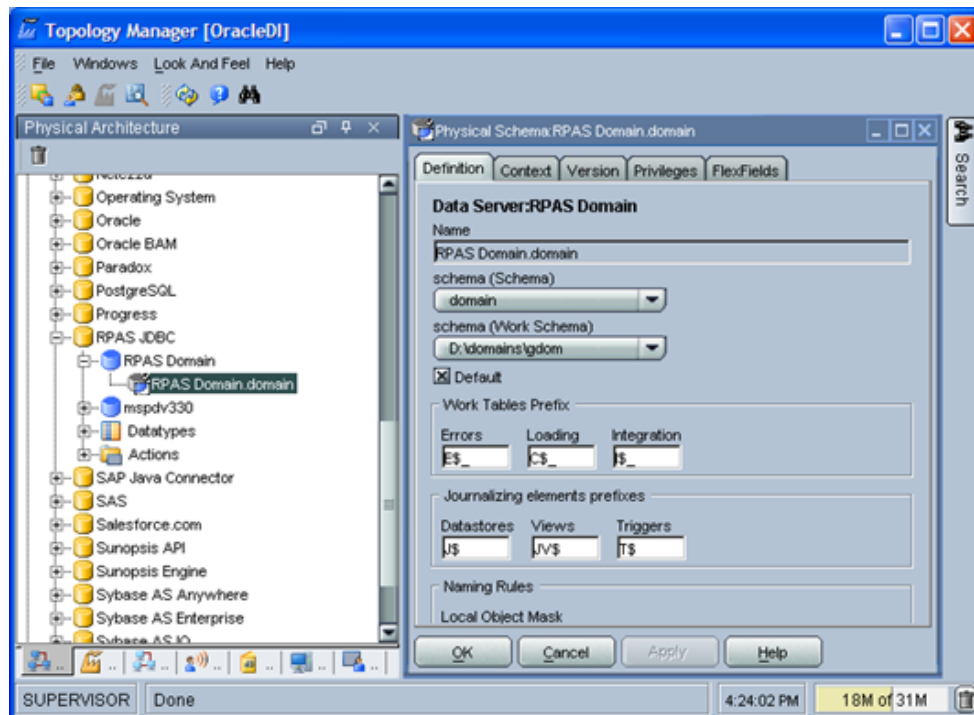 Topology Manager [OracleDI]
File Windows Look And Feel Help
Physical Architecture
Netezza
Operating System
Oracle
Oracle BAM
Paradox
PostgreSQL
Progress
RPAS JDBC
RPAS Domain
RPAS Domain.domain
mspdv330
Datatypes
Actions
SAP Java Connector
SAS
Salesforce.com
Sunopsis API
Sunopsis Engine
Sybase AS Anywhere
Sybase AS Enterprise
Sybase AS IQ
.. .. .. .. .. .. ..
Physical Schema:RPAS Domain.domain
Definition Context Version Privileges FlexFields
Data Server:RPAS Domain
Name
RPAS Domain.domain
schema (Schema)
domain
schema (Work Schema)
D:\domains\gdom
Default
Work Tables Prefix
Errors Loading Integration
E$_ C$_ I$_
Journalizing elements prefixes
Datastores Views Triggers
J$ JV$ T$
Naming Rules
Local Object Mask
OK Cancel Apply Help
Search
SUPERVISOR Done 4:24:02 PM 18M of 31M